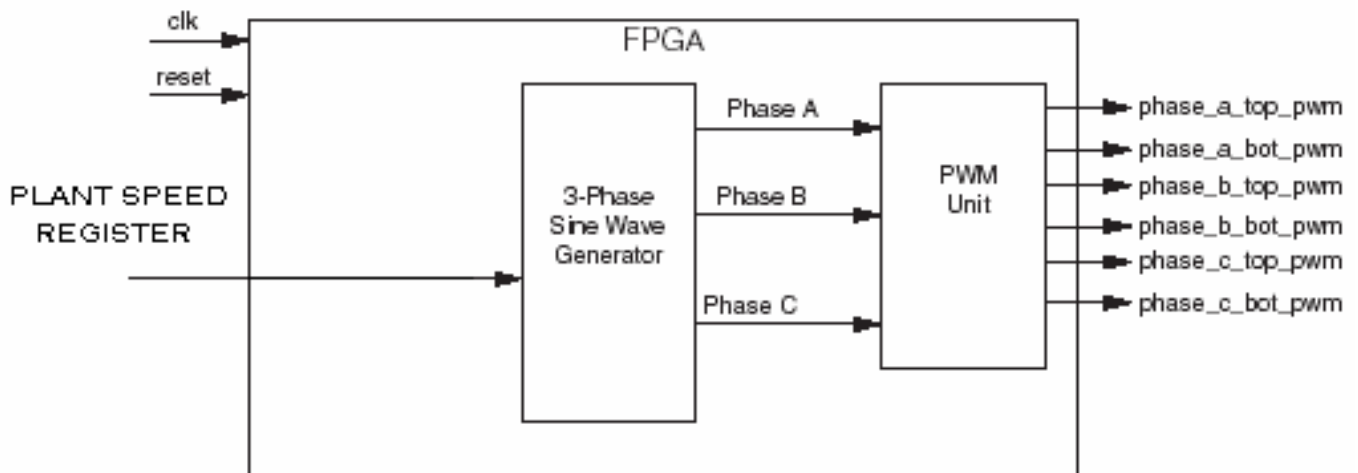 clk
reset
FPGA
PLANT SPEED
REGISTER
3-Phase
Sine Wave
Generator
Phase A
Phase B
Phase C
PWM
Unit
phase_a_top_pwm
phase_a_bot_pwm
phase_b_top_pwm
phase_b_bot_pwm
phase_c_top_pwm
phase_c_bot_pwm